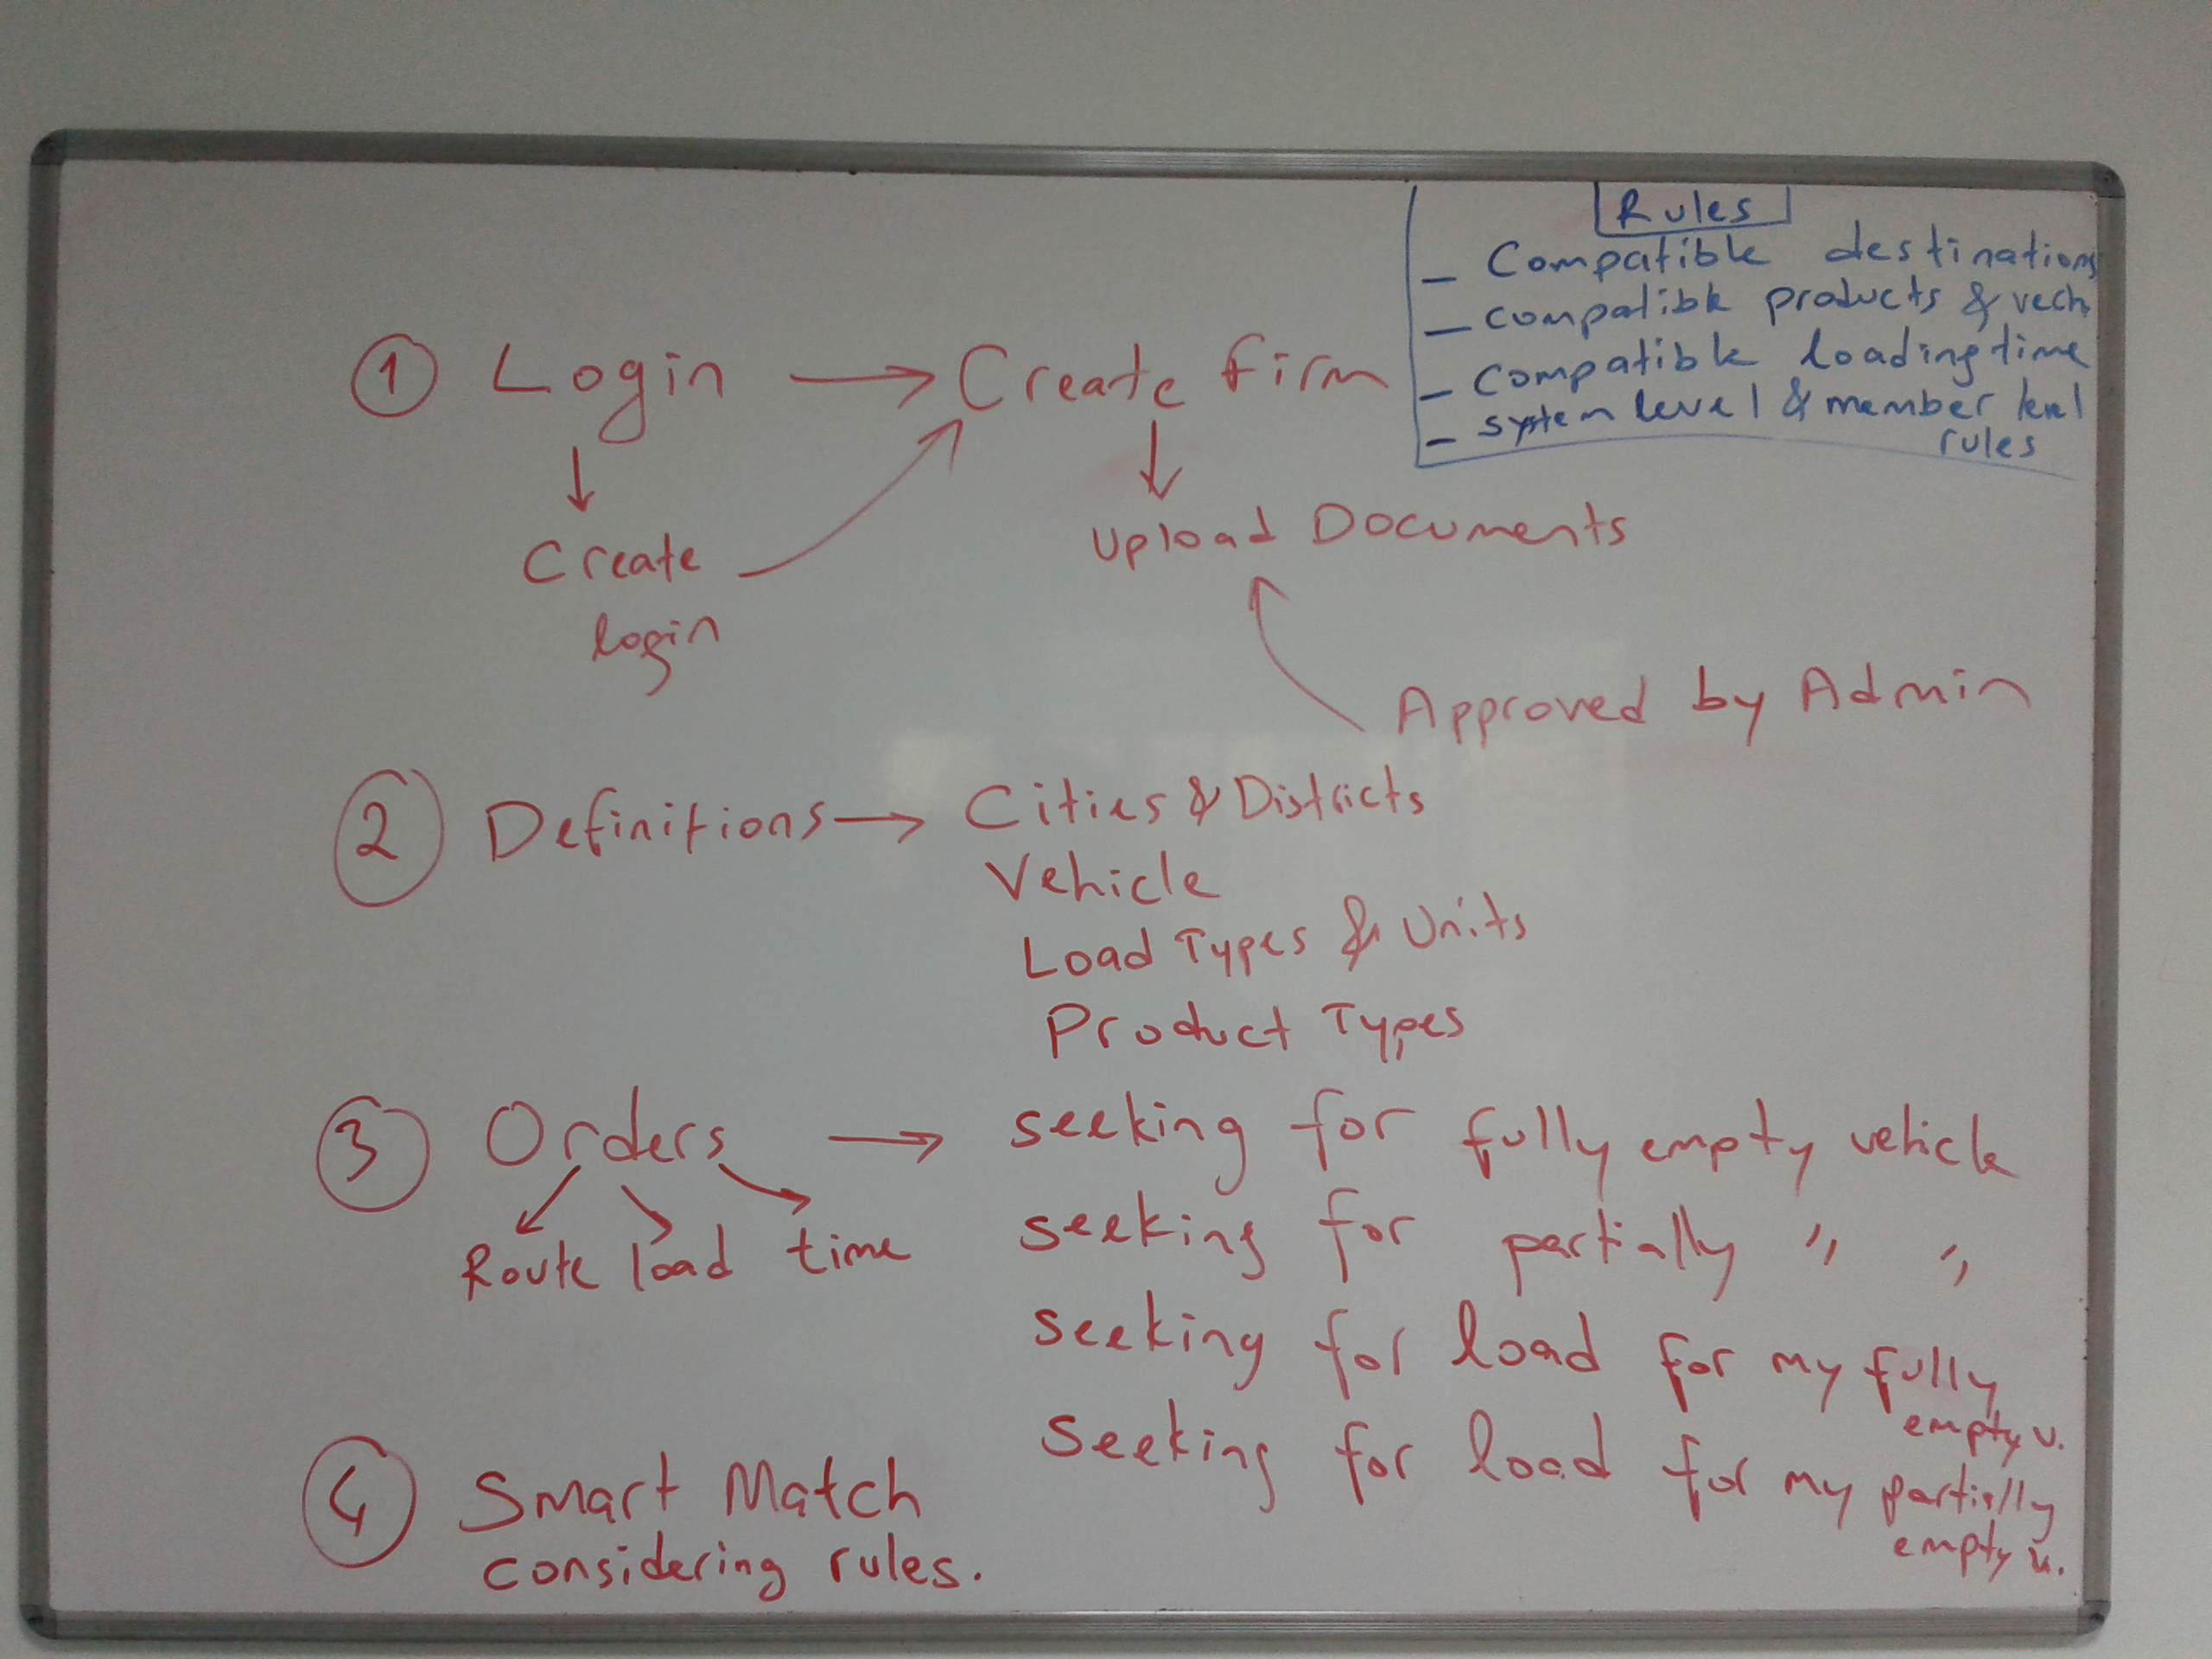 Rules
- Compatible destinations
- compatible products & vech.
- compatible loading time
- system level & member level
rules
1 Login → Create firm
↓ ↓
Create
login
Upload Documents
Approved by Admin
2 Definitions → Cities & Districts
Vehicle
Load Types & Units
Product Types
3 Orders → seeking for fully empty vehicle
Route load time
seeking for partially " "
seeking for load for my fully
empty v.
seeking for load for my partially
empty v.
4 Smart Match
considering rules.